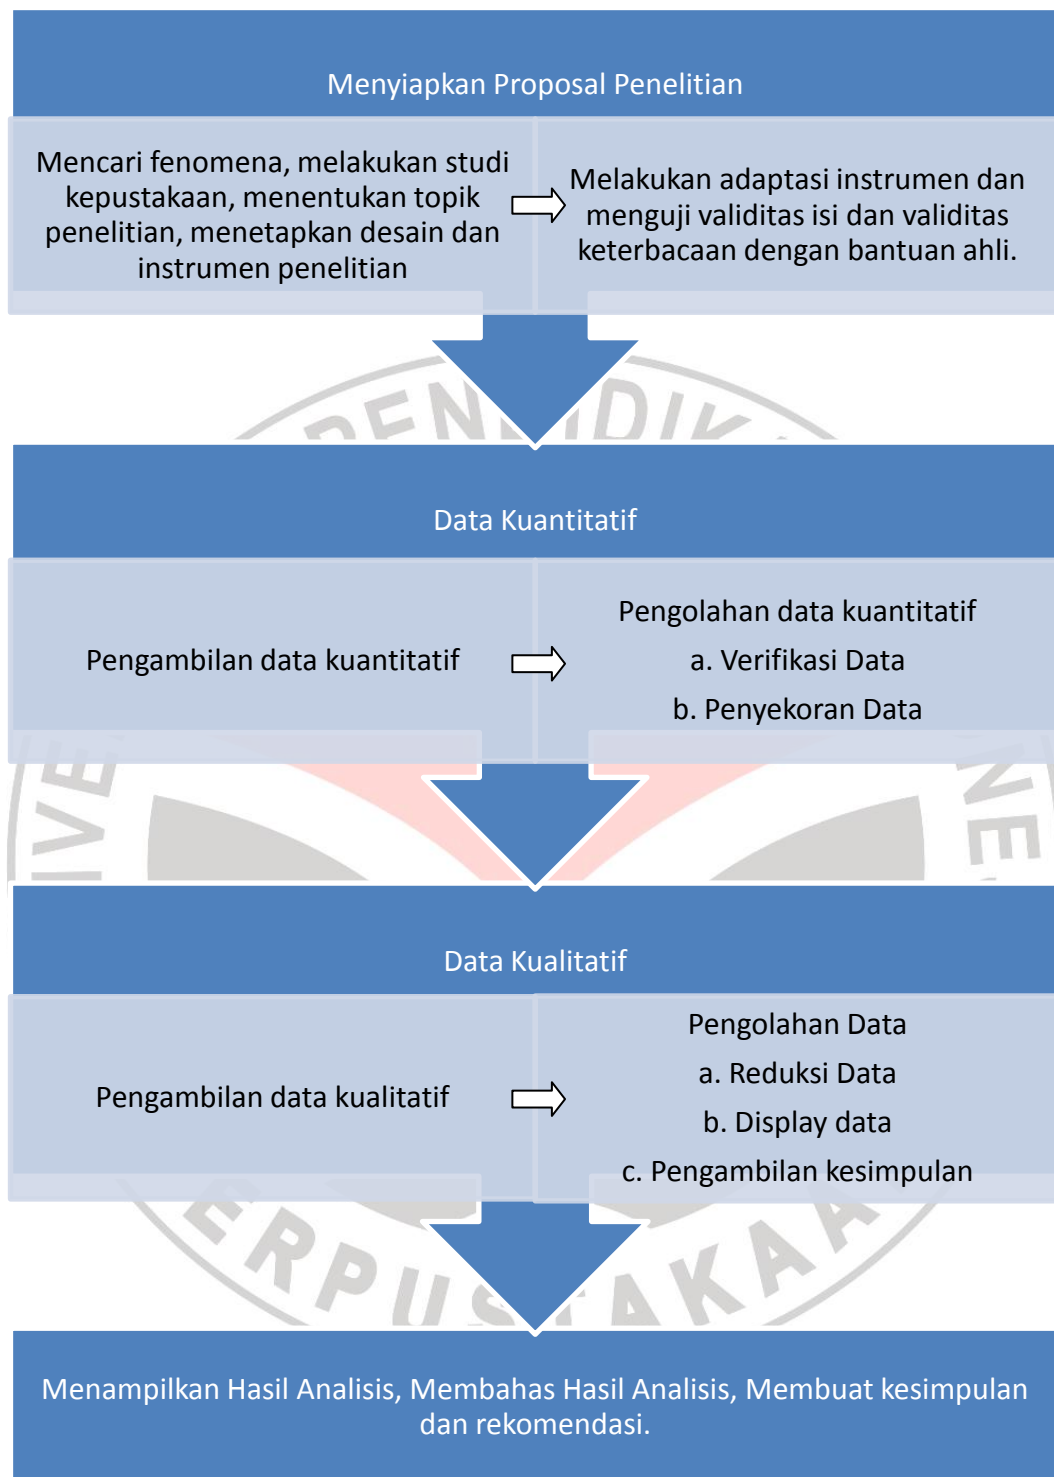 Menyiapkan Proposal Penelitian
Mencari fenomena, melakukan studi
kepustakaan, menentukan topik
penelitian, menetapkan desain dan
instrumen penelitian
Melakukan adaptasi instrumen dan
menguji validitas isi dan validitas
keterbacaan dengan bantuan ahli.
Data Kuantitatif
Pengambilan data kuantitatif
Pengolahan data kuantitatif
a. Verifikasi Data
b. Penyekoran Data
Data Kualitatif
Pengambilan data kualitatif
Pengolahan Data
a. Reduksi Data
b. Display data
c. Pengambilan kesimpulan
Menampilkan Hasil Analisis, Membahas Hasil Analisis, Membuat kesimpulan
dan rekomendasi.